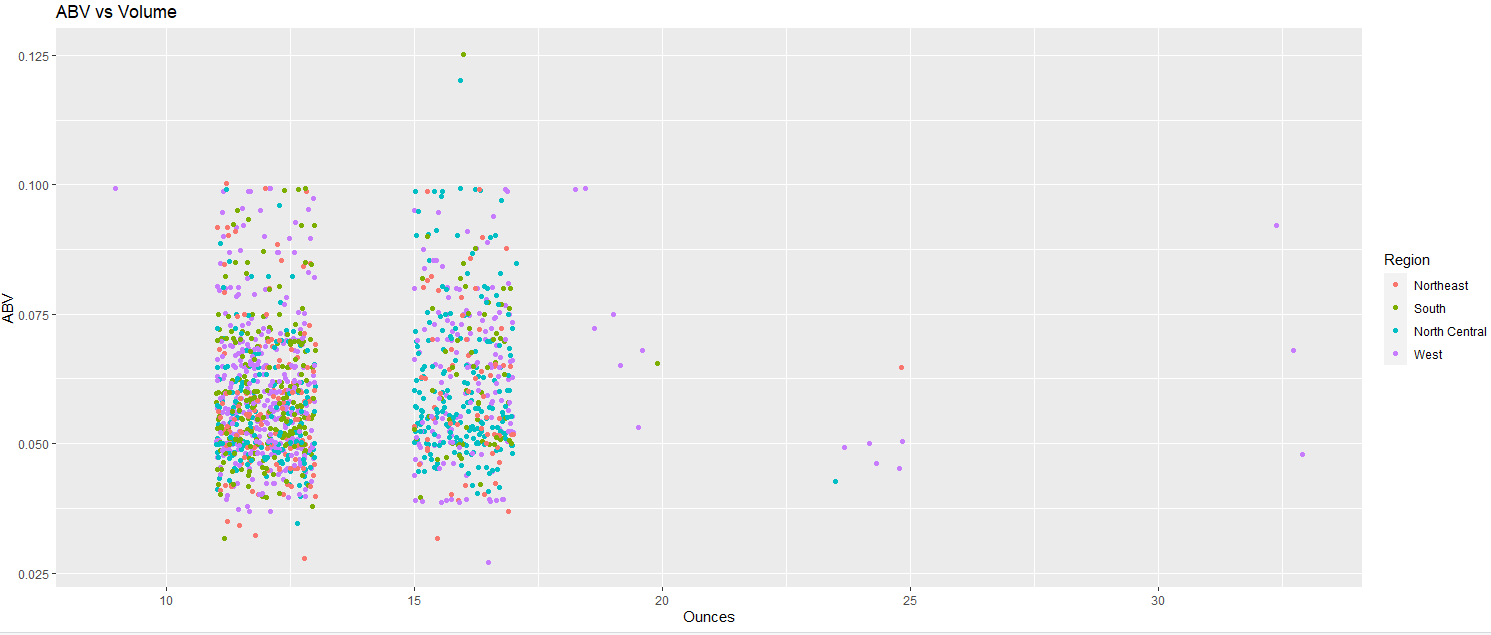 ABV vs Volume
0.125
0.100
0.075
0.050
0.025
ABV
10 15 20 25 30
Ounces
Region
Northeast
South
North Central
West